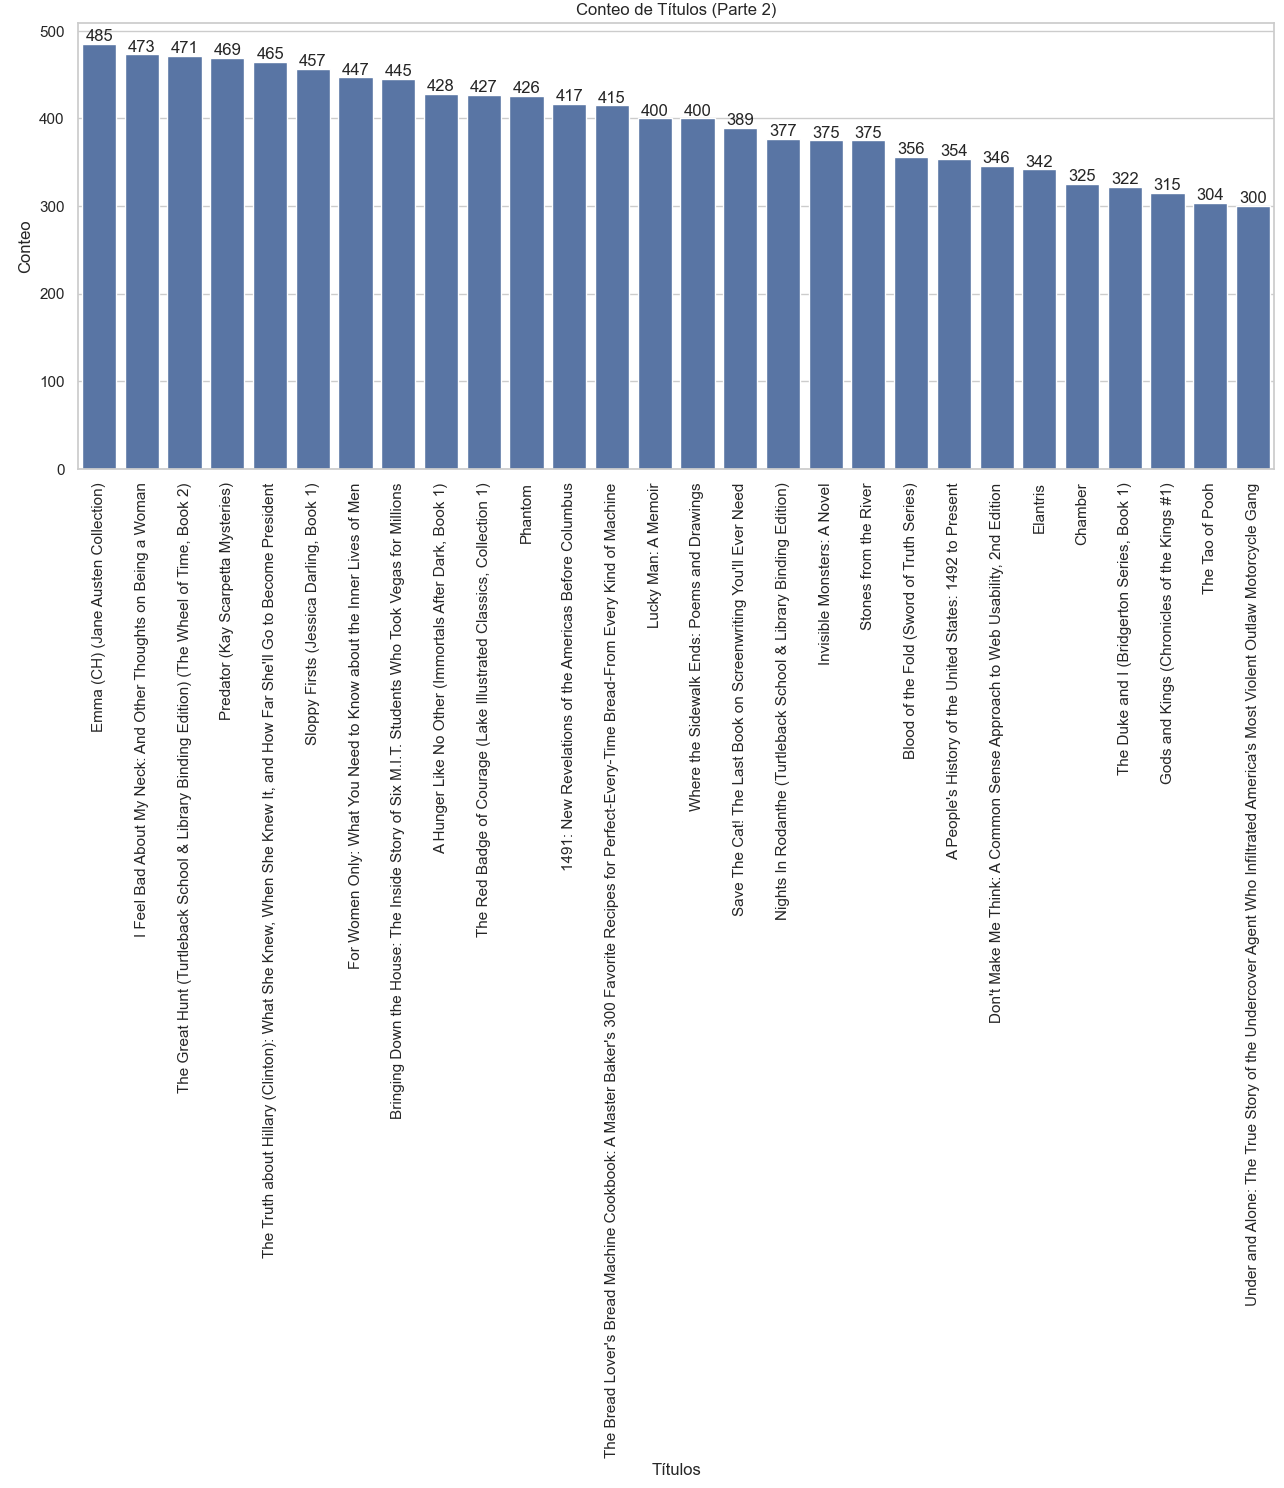 Conteo de Títulos (Parte 2)
500
400
300
200
100
0
Conteo
485
473
471
469
465
457
447
445
428
427
426
417
415
400
400
389
377
375
375
356
354
346
342
325
322
315
304
300
Emma (CH) (Jane Austen Collection)
I Feel Bad About My Neck: And Other Thoughts on Being a Woman
The Great Hunt (Turtleback School & Library Binding Edition) (The Wheel of Time, Book 2)
Predator (Kay Scarpetta Mysteries)
The Truth about Hillary (Clinton): What She Knew, When She Knew It, and How Far She'll Go to Become President
Sloppy Firsts (Jessica Darling, Book 1)
For Women Only: What You Need to Know about the Inner Lives of Men
Bringing Down the House: The Inside Story of Six M.I.T. Students Who Took Vegas for Millions
A Hunger Like No Other (Immortals After Dark, Book 1)
The Red Badge of Courage (Lake Illustrated Classics, Collection 1)
Phantom
1491: New Revelations of the Americas Before Columbus
The Bread Lover's Bread Machine Cookbook: A Master Baker's 300 Favorite Recipes for Perfect-Every-Time Bread-From Every Kind of Machine
Lucky Man: A Memoir
Where the Sidewalk Ends: Poems and Drawings
Save The Cat! The Last Book on Screenwriting You'll Ever Need
Nights In Rodanthe (Turtleback School & Library Binding Edition)
Invisible Monsters: A Novel
Stones from the River
Blood of the Fold (Sword of Truth Series)
A People's History of the United States: 1492 to Present
Don't Make Me Think: A Common Sense Approach to Web Usability, 2nd Edition
Elantris
Chamber
The Duke and I (Bridgerton Series, Book 1)
Gods and Kings (Chronicles of the Kings #1)
The Tao of Pooh
Under and Alone: The True Story of the Undercover Agent Who Infiltrated America's Most Violent Outlaw Motorcycle Gang
Títulos